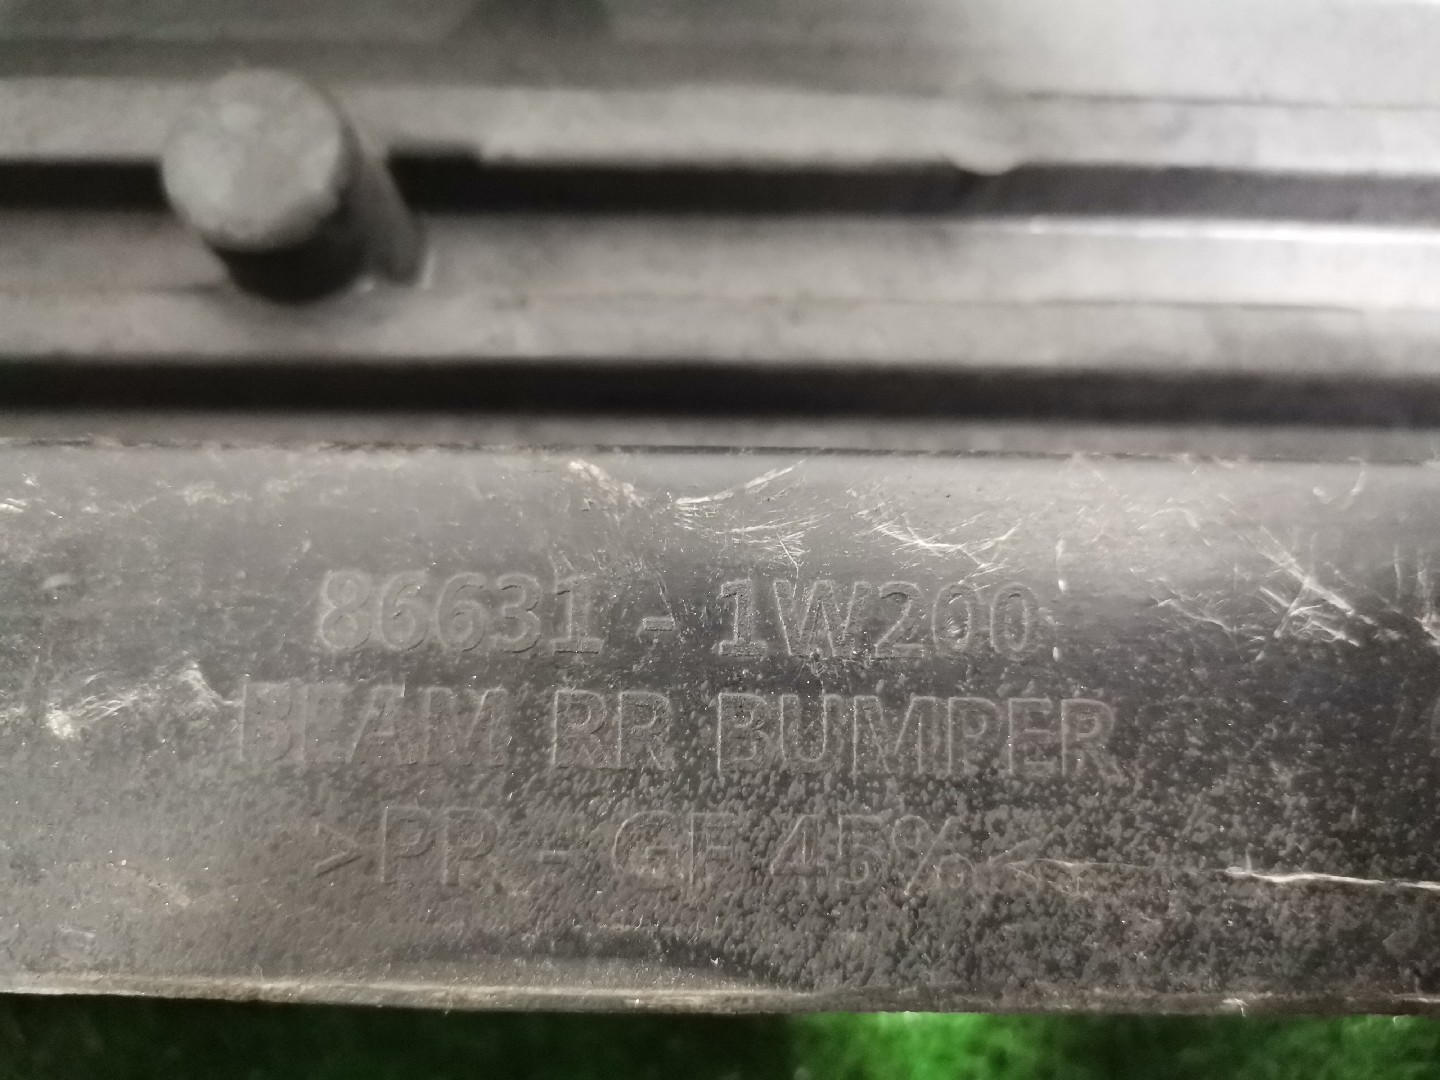 86631 - 1W200
BEAM RR BUMPER
>PP - GF 45%<